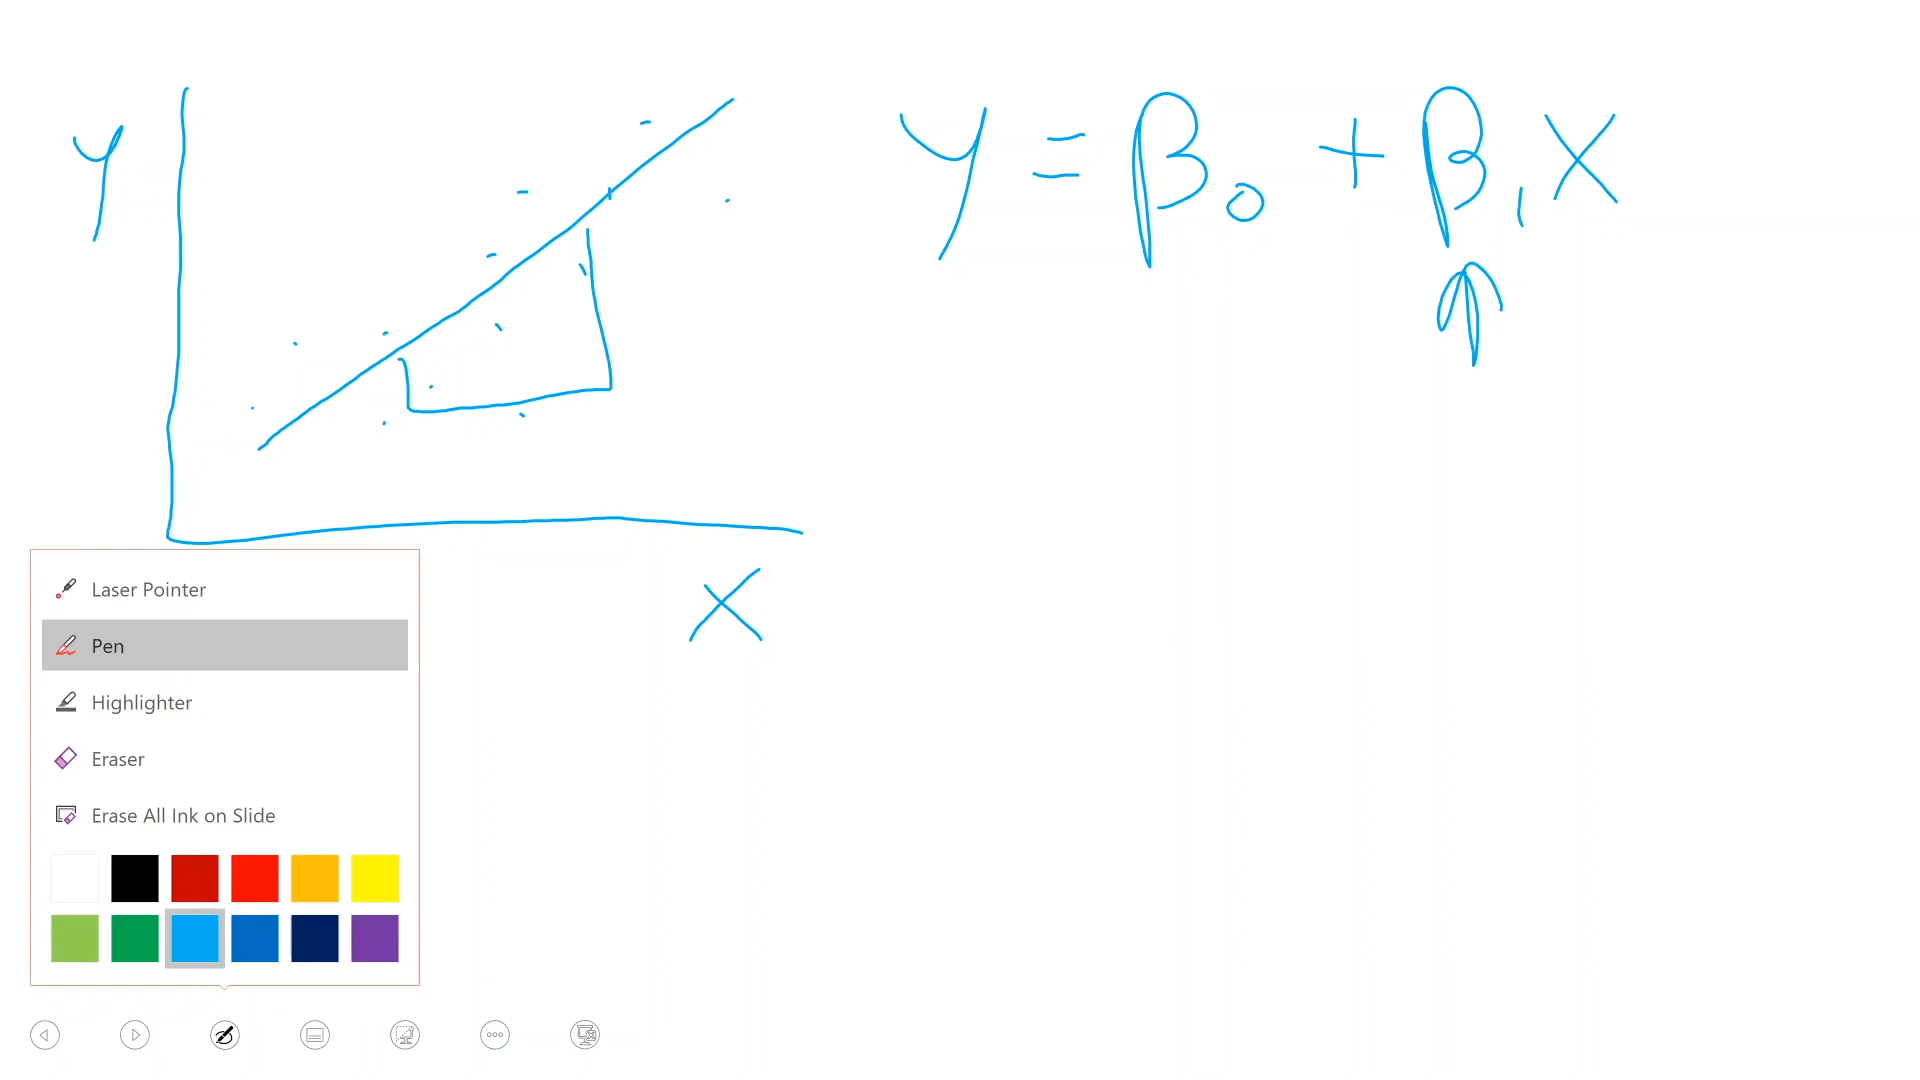 Y
Y = β₀ + β₁X
X
Laser Pointer
Pen
Highlighter
Eraser
Erase All Ink on Slide